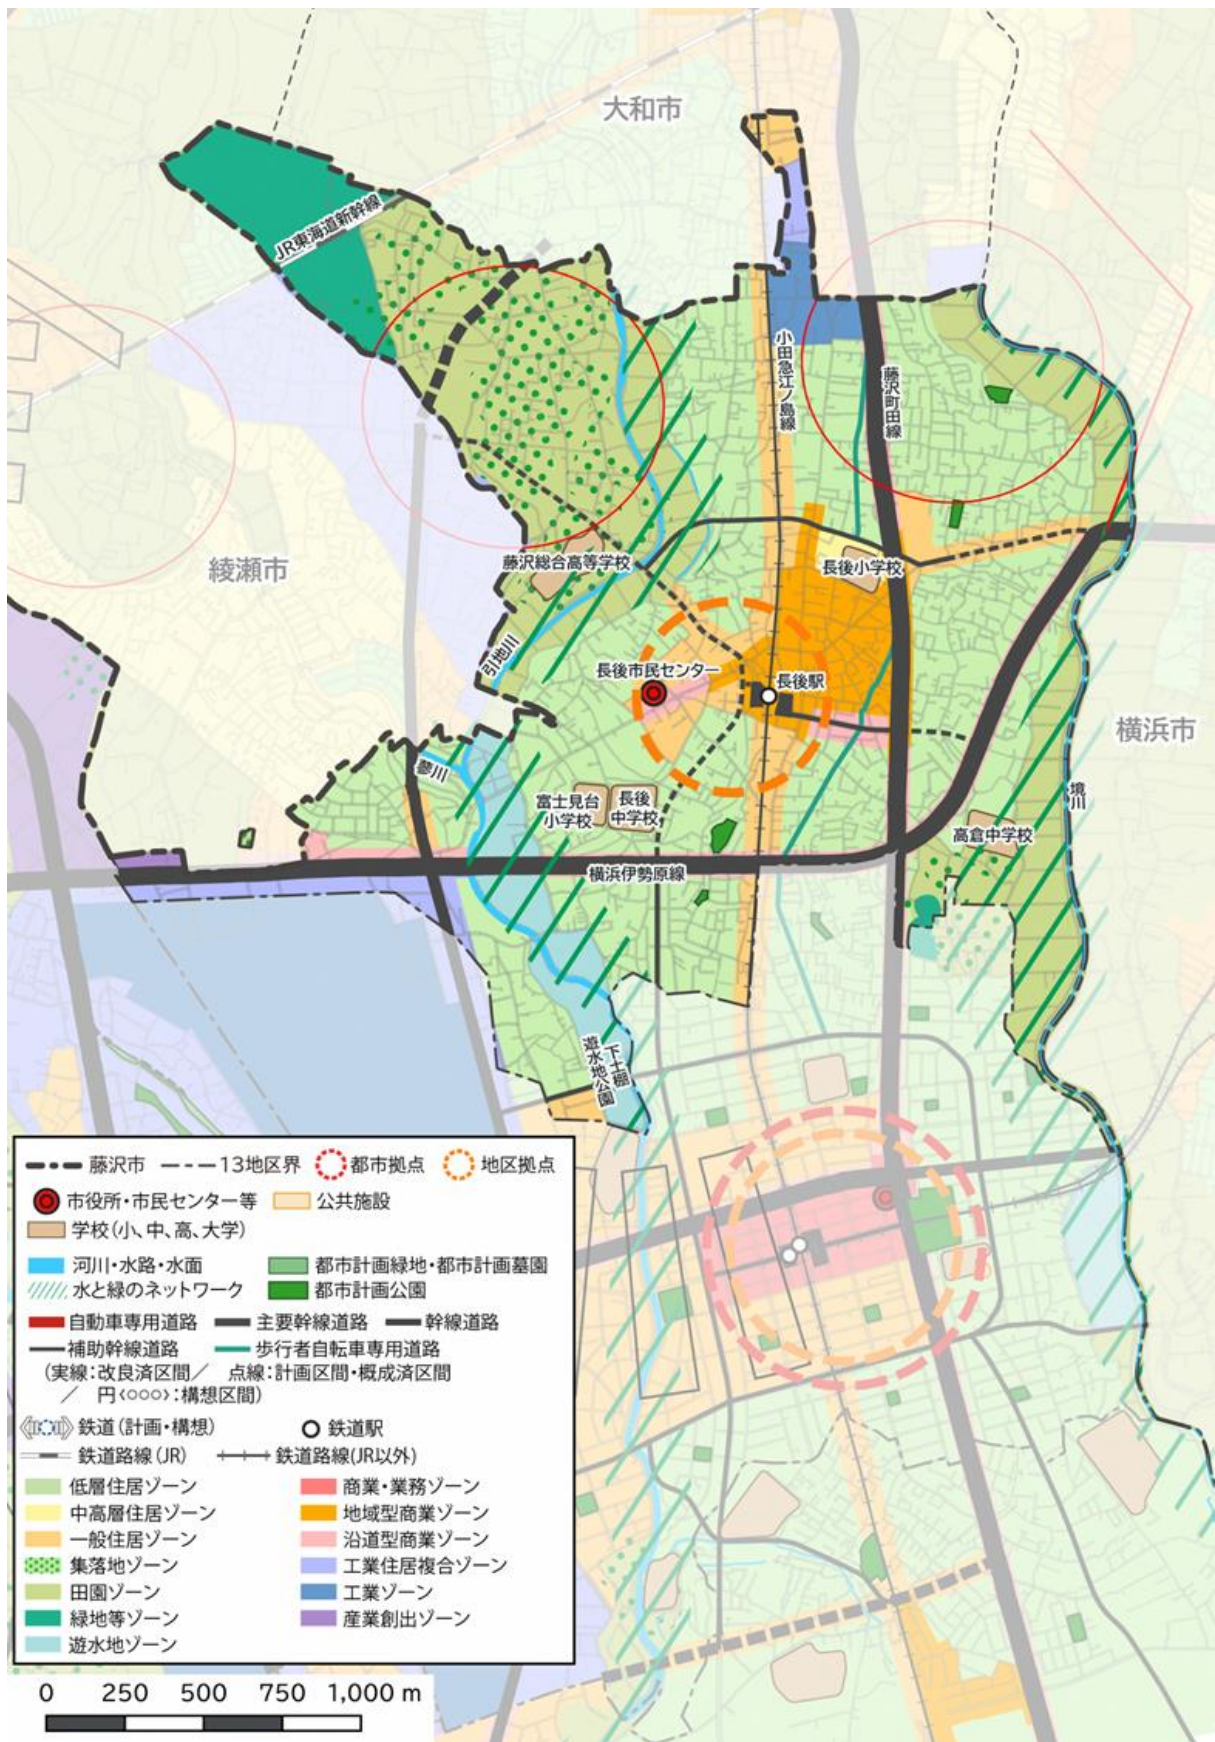 大和市
JR東海道新幹線
小田急江ノ島線
藤沢町田線
綾瀬市
藤沢総合高等学校
長後小学校
引地川
長後市民センター
長後駅
横浜市
蓼川
富士見台
小学校
長後
中学校
境川
高倉中学校
横浜伊勢原線
下土棚
遊水地公園
藤沢市
13地区界
都市拠点
地区拠点
市役所・市民センター等
公共施設
学校(小、中、高、大学)
河川・水路・水面
都市計画緑地・都市計画墓園
水と緑のネットワーク
都市計画公園
自動車専用道路
主要幹線道路
幹線道路
補助幹線道路
歩行者自転車専用道路
(実線:改良済区間/ 点線:計画区間・概成済区間
/ 円〈○○○〉:構想区間)
鉄道(計画・構想)
鉄道駅
鉄道路線(JR)
鉄道路線(JR以外)
低層住居ゾーン
商業・業務ゾーン
中高層住居ゾーン
地域型商業ゾーン
一般住居ゾーン
沿道型商業ゾーン
集落地ゾーン
工業住居複合ゾーン
田園ゾーン
工業ゾーン
緑地等ゾーン
産業創出ゾーン
遊水地ゾーン
0 250 500 750 1,000 m